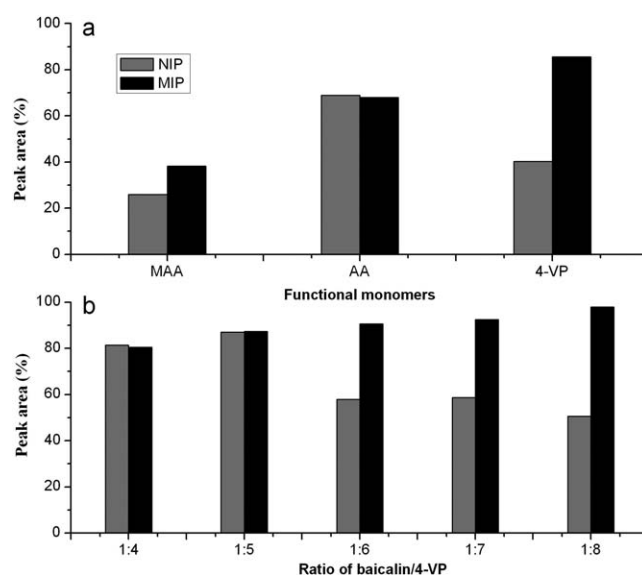 a
NIP
MIP
Peak area (%)
100
80
60
40
20
0
MAA AA 4-VP
Functional monomers
b
Peak area (%)
100
80
60
40
20
0
1:4 1:5 1:6 1:7 1:8
Ratio of baicalin/4-VP